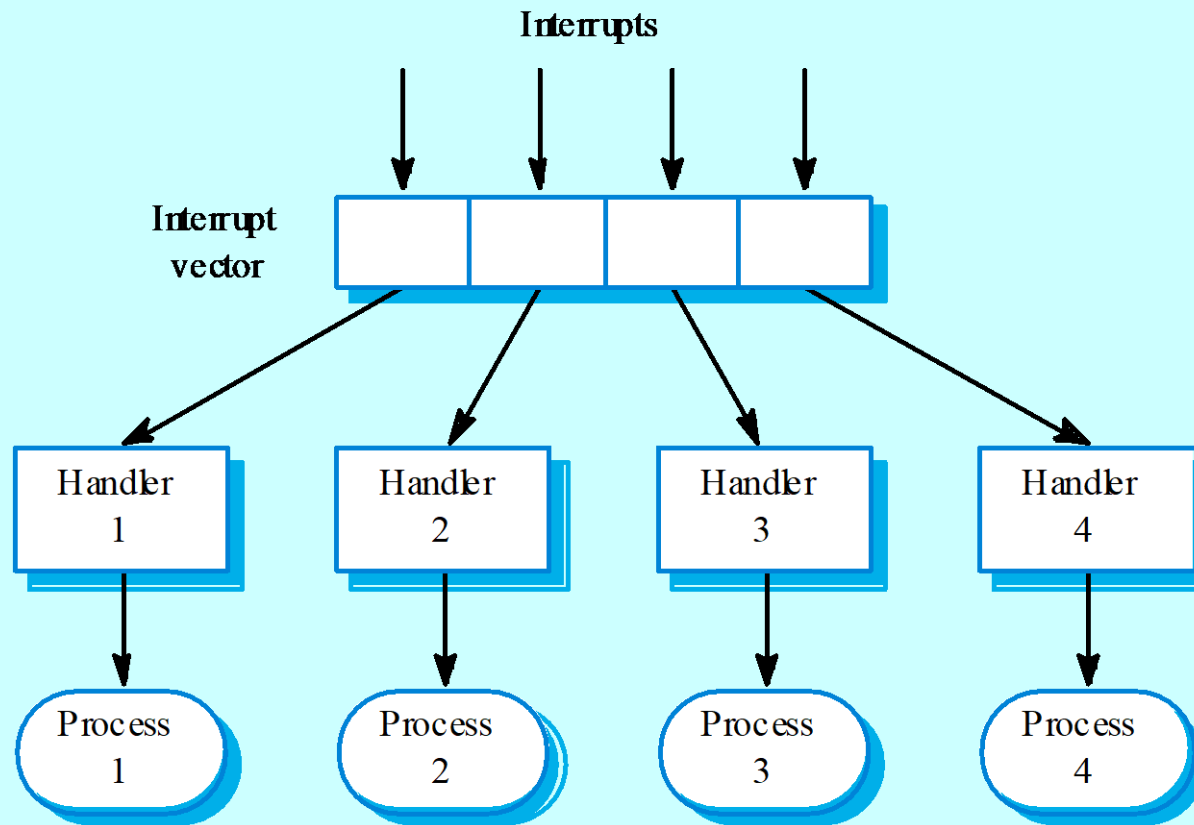 Interrupts
Interrupt
vector
Handler
1
Handler
2
Handler
3
Handler
4
Process
1
Process
2
Process
3
Process
4